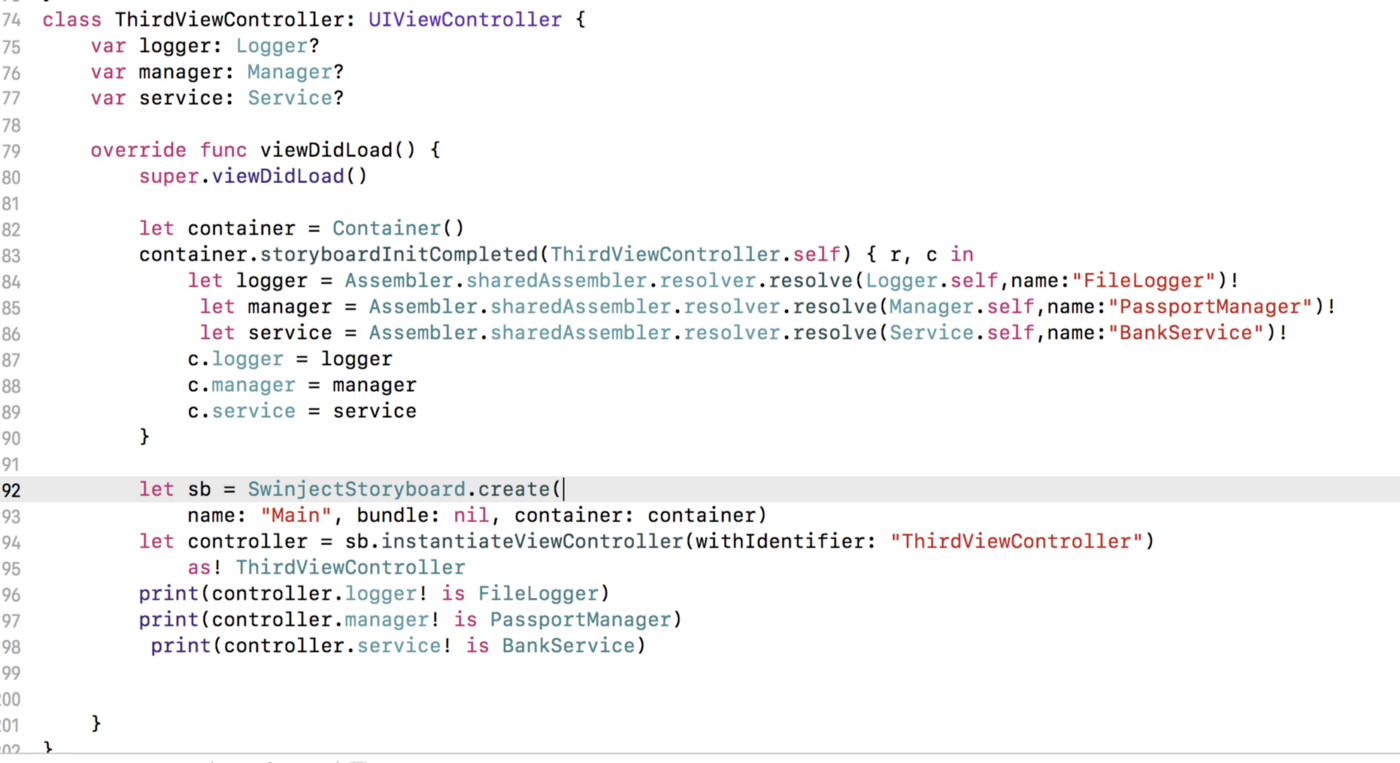 74 class ThirdViewController: UIViewController {
75 var logger: Logger?
76 var manager: Manager?
77 var service: Service?
78
79 override func viewDidLoad() {
80 super.viewDidLoad()
81
82 let container = Container()
83 container.storyboardInitCompleted(ThirdViewController.self) { r, c in
84 let logger = Assembler.sharedAssembler.resolver.resolve(Logger.self,name:"FileLogger")!
85 let manager = Assembler.sharedAssembler.resolver.resolve(Manager.self,name:"PassportManager")!
86 let service = Assembler.sharedAssembler.resolver.resolve(Service.self,name:"BankService")!
87 c.logger = logger
88 c.manager = manager
89 c.service = service
90 }
91
92 let sb = SwinjectStoryboard.create(
93 name: "Main", bundle: nil, container: container)
94 let controller = sb.instantiateViewController(withIdentifier: "ThirdViewController")
95 as! ThirdViewController
96 print(controller.logger! is FileLogger)
97 print(controller.manager! is PassportManager)
98 print(controller.service! is BankService)
99
00
01 }
02 }